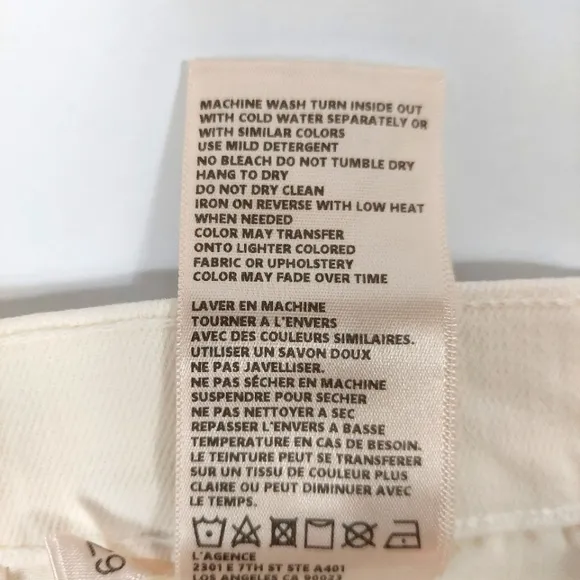 MACHINE WASH TURN INSIDE OUT
WITH COLD WATER SEPARATELY OR
WITH SIMILAR COLORS
USE MILD DETERGENT
NO BLEACH DO NOT TUMBLE DRY
HANG TO DRY
DO NOT DRY CLEAN
IRON ON REVERSE WITH LOW HEAT
WHEN NEEDED
COLOR MAY TRANSFER
ONTO LIGHTER COLORED
FABRIC OR UPHOLSTERY
COLOR MAY FADE OVER TIME
LAVER EN MACHINE
TOURNER A L'ENVERS
AVEC DES COULEURS SIMILAIRES.
UTILISER UN SAVON DOUX
NE PAS JAVELLISER.
NE PAS SÉCHER EN MACHINE
SUSPENDRE POUR SECHER
NE PAS NETTOYER A SEC
REPASSER L'ENVERS A BASSE
TEMPERATURE EN CAS DE BESOIN.
LE TEINTURE PEUT SE TRANSFERER
SUR UN TISSU DE COULEUR PLUS
CLAIRE OU PEUT DIMINUER AVEC
LE TEMPS.
L'AGENCE
2301 E 7TH ST STE A401
LOS ANGELES CA 90023
29